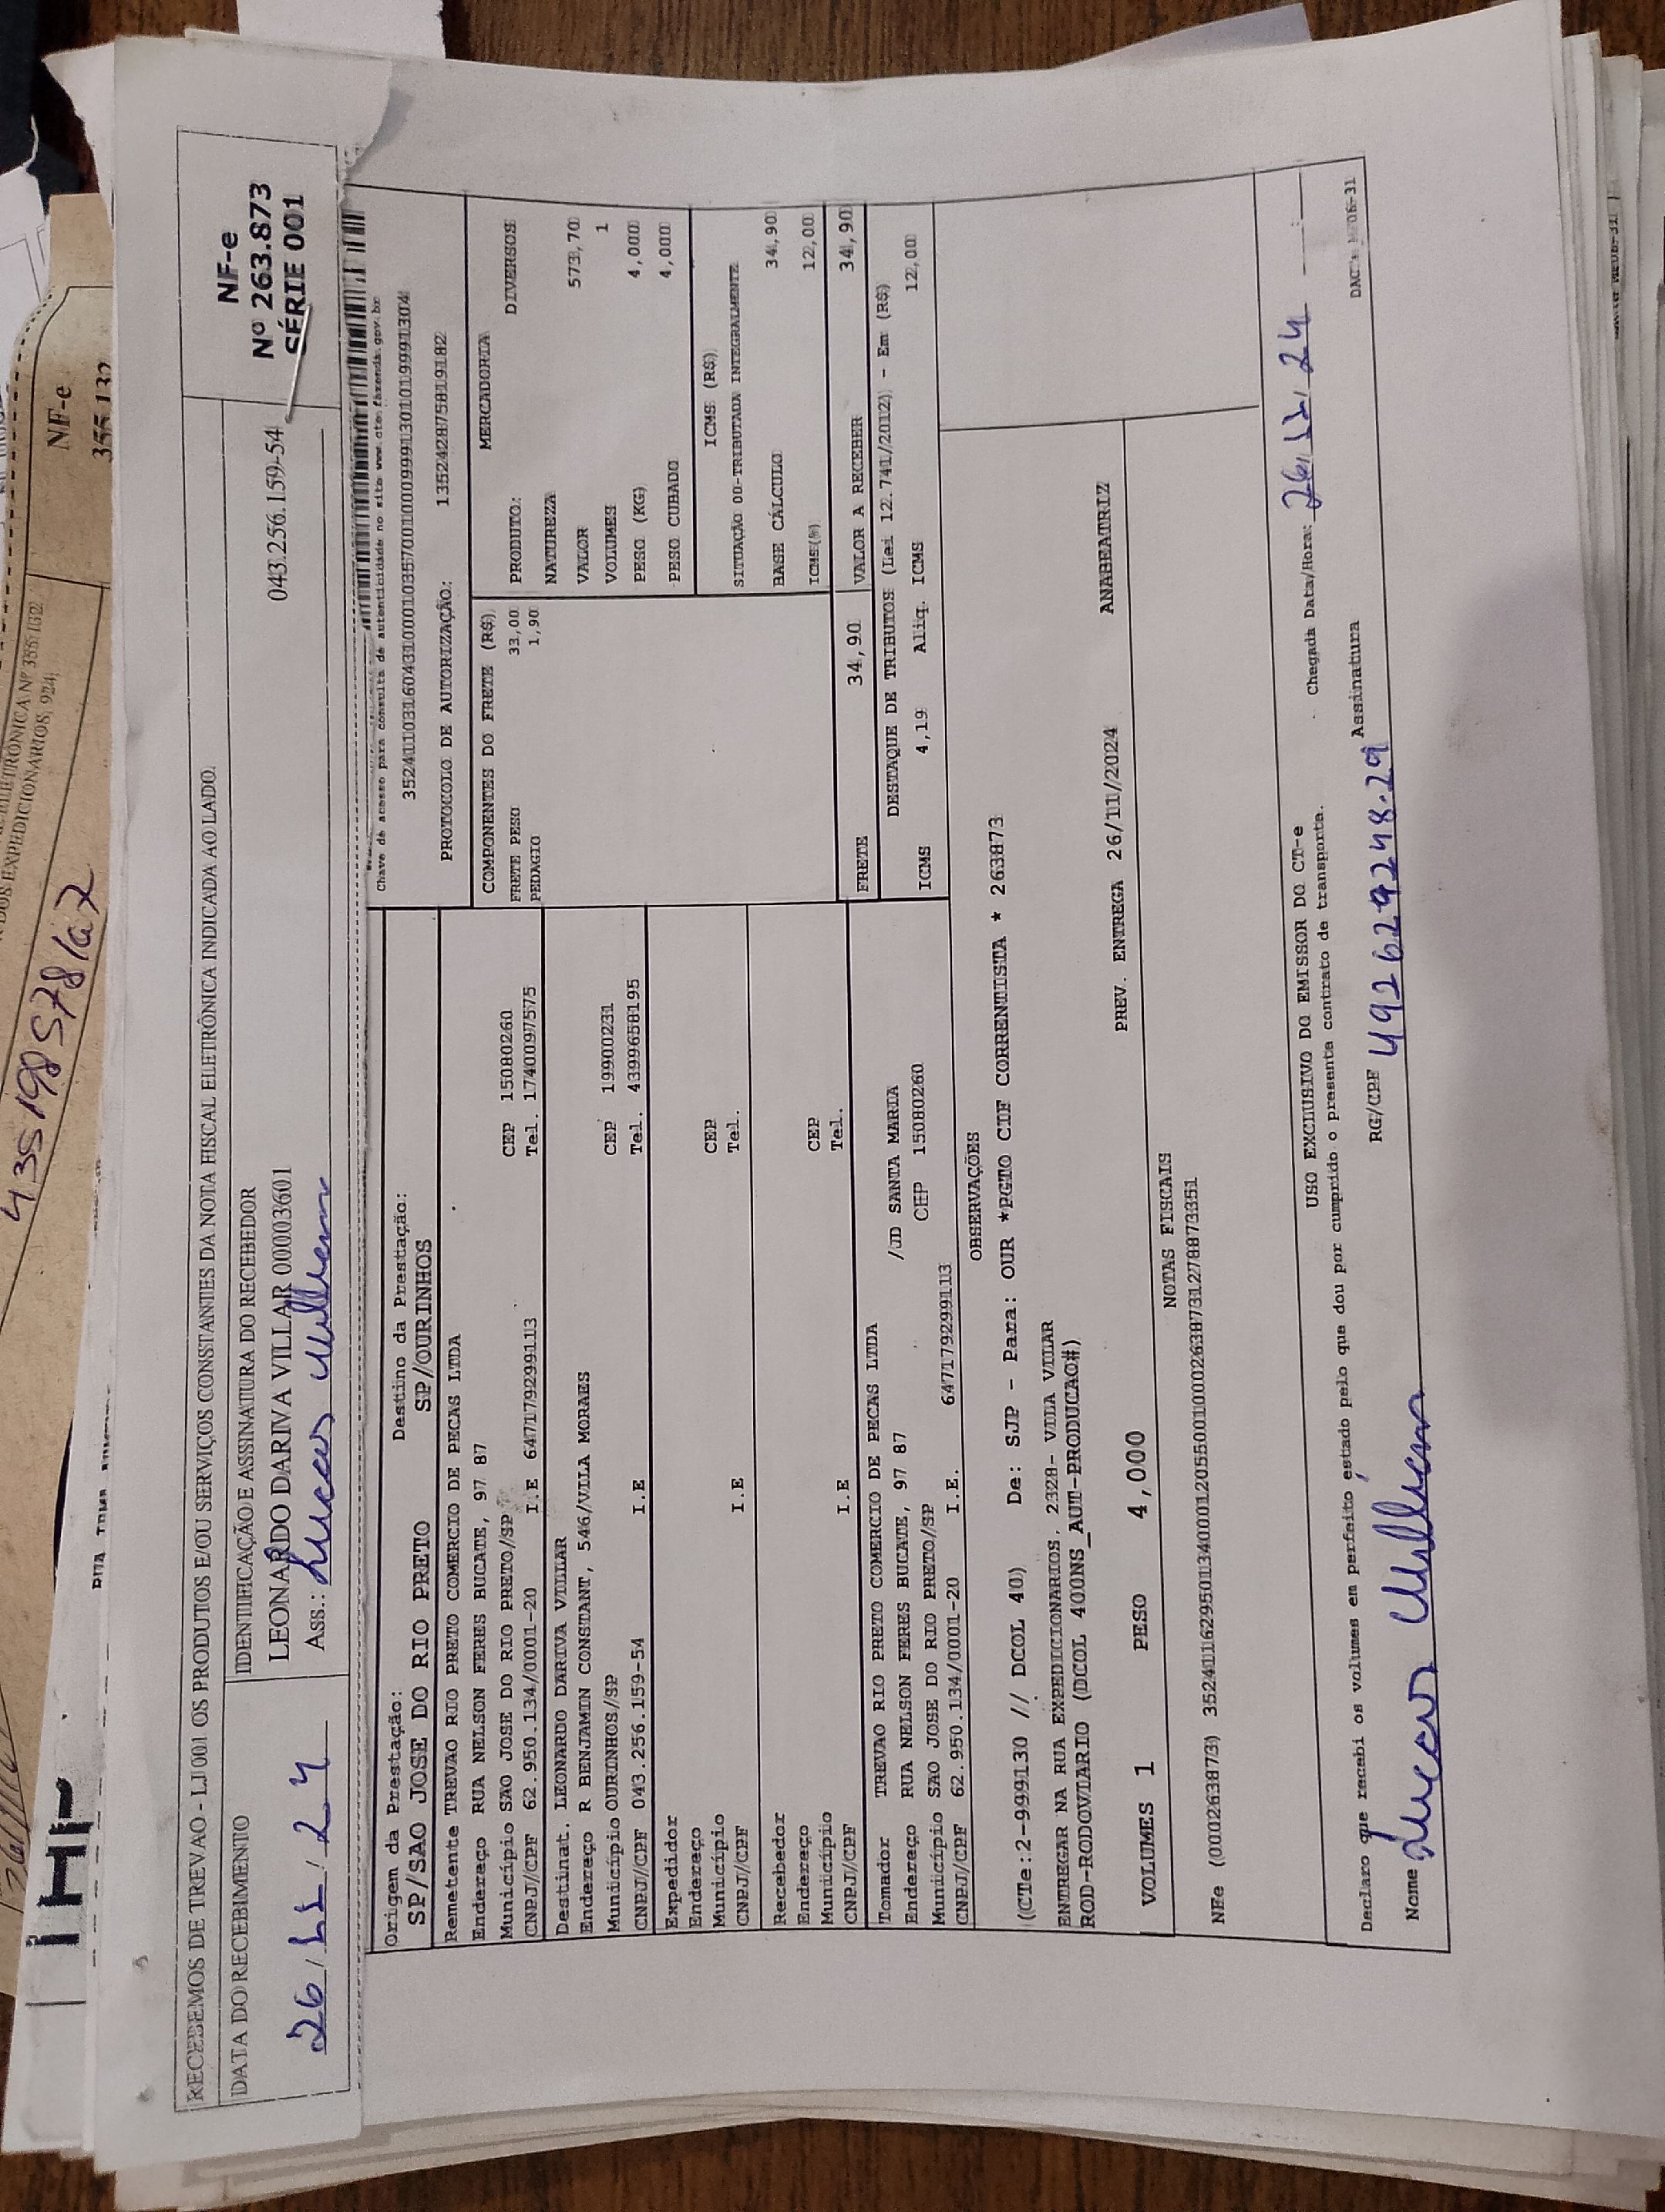 RECEBEMOS DE TREVAO - LJ 001 OS PRODUTOS E/OU SERVIÇOS CONSTANTES DA NOTA FISCAL ELETRÔNICA INDICADA AO LADO.
DATA DO RECEBIMENTO
26/11/24
IDENTIFICAÇÃO E ASSINATURA DO RECEBEDOR
LEONARDO DARIVA VILLAR 000003601
043.256.159-54
Ass.: Lucas
NF-e
Nº 263.873
SÉRIE 001
Chave de acesso para consulta de autenticidade no site www.cte.fazenda.gov.br
PROTOCOLO DE AUTORIZAÇÃO: 135242875819182
Origem da Prestação: Destino da Prestação:
SP/SAO JOSE DO RIO PRETO SP/OURINHOS
Remetente TREVAO RIO PRETO COMERCIO DE PECAS LTDA
Endereço RUA NELSON FERES BUCATE, 97 87
Município SAO JOSE DO RIO PRETO/SP CEP 15080260
CNPJ/CPF 62.950.134/0001-20 I.E 647179299113 Tel. 1740097575
Destinat. LEONARDO DARIVA VILLAR
Endereço R BENJAMIN CONSTANT, 546/VILA MORAES
Município OURINHOS/SP CEP 19900231
CNPJ/CPF 043.256.159-54 I.E Tel. 4399658195
Expedidor
Endereço
Município CEP
CNPJ/CPF I.E Tel.
Recebedor
Endereço
Município CEP
CNPJ/CPF I.E Tel.
Tomador TREVAO RIO PRETO COMERCIO DE PECAS LTDA
Endereço RUA NELSON FERES BUCATE, 97 87 /JD SANTA MARIA
Município SAO JOSE DO RIO PRETO/SP CEP 15080260
CNPJ/CPF 62.950.134/0001-20 I.E. 647179299113
COMPONENTES DO FRETE (R$)
FRETE PESO 33,00
PEDAGIO 1,90
MERCADORIA
PRODUTO: DIVERSOS
NATUREZA
VALOR 573,70
VOLUMES 1
PESO (KG) 4,000
PESO CUBADO 4,000
ICMS (R$)
SITUAÇÃO 00-TRIBUTADA INTEGRALMENTE
BASE CÁLCULO 34,90
ICMS(%) 12,00
FRETE 34,90 VALOR A RECEBER 34,90
DESTAQUE DE TRIBUTOS (Lei 12.741/2012) - Em (R$)
ICMS 4,19 Aliq. ICMS 12,00
OBSERVAÇÕES
(CTe:2-999130 // DCOL 40) De: SJP - Para: OUR *PGTO CIF CORRENTISTA * 263873
ENTREGAR NA RUA EXPEDICIONARIOS, 2328- VILA VILAR
ROD-RODOVIARIO (DCOL 400NS_AUT-PRODUCAO#)
VOLUMES 1 PESO 4,000 PREV. ENTREGA 26/11/2024 ANABEATRIZ
NOTAS FISCAIS
USO EXCLUSIVO DO EMISSOR DO CT-e
Declaro que recebi os volumes em perfeito estado pelo que dou por cumprido o presente contrato de transporte.
Chegada Data/Hora: 26/11/24
Nome Lucas
RG/CPF Assinatura
NF-e
355 132